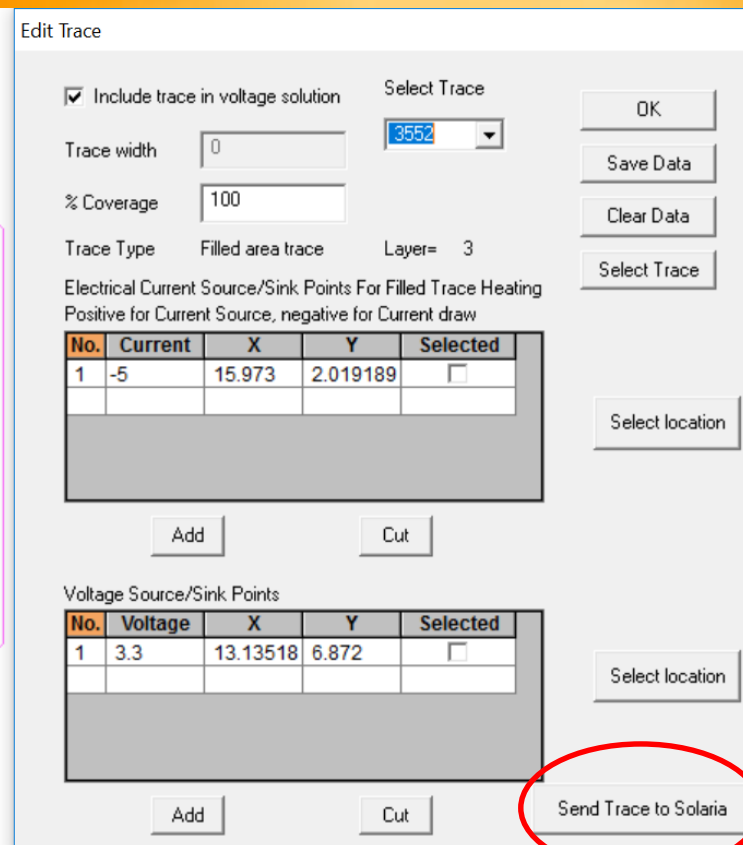 Edit Trace
Include trace in voltage solution
Select Trace
OK
3552
Trace width 0
Save Data
% Coverage 100
Clear Data
Trace Type Filled area trace Layer= 3
Select Trace
Electrical Current Source/Sink Points For Filled Trace Heating
Positive for Current Source, negative for Current draw
No. Current X Y Selected
1 -5 15.973 2.019189
Select location
Add Cut
Voltage Source/Sink Points
No. Voltage X Y Selected
1 3.3 13.13518 6.872
Select location
Send Trace to Solaria
Add Cut